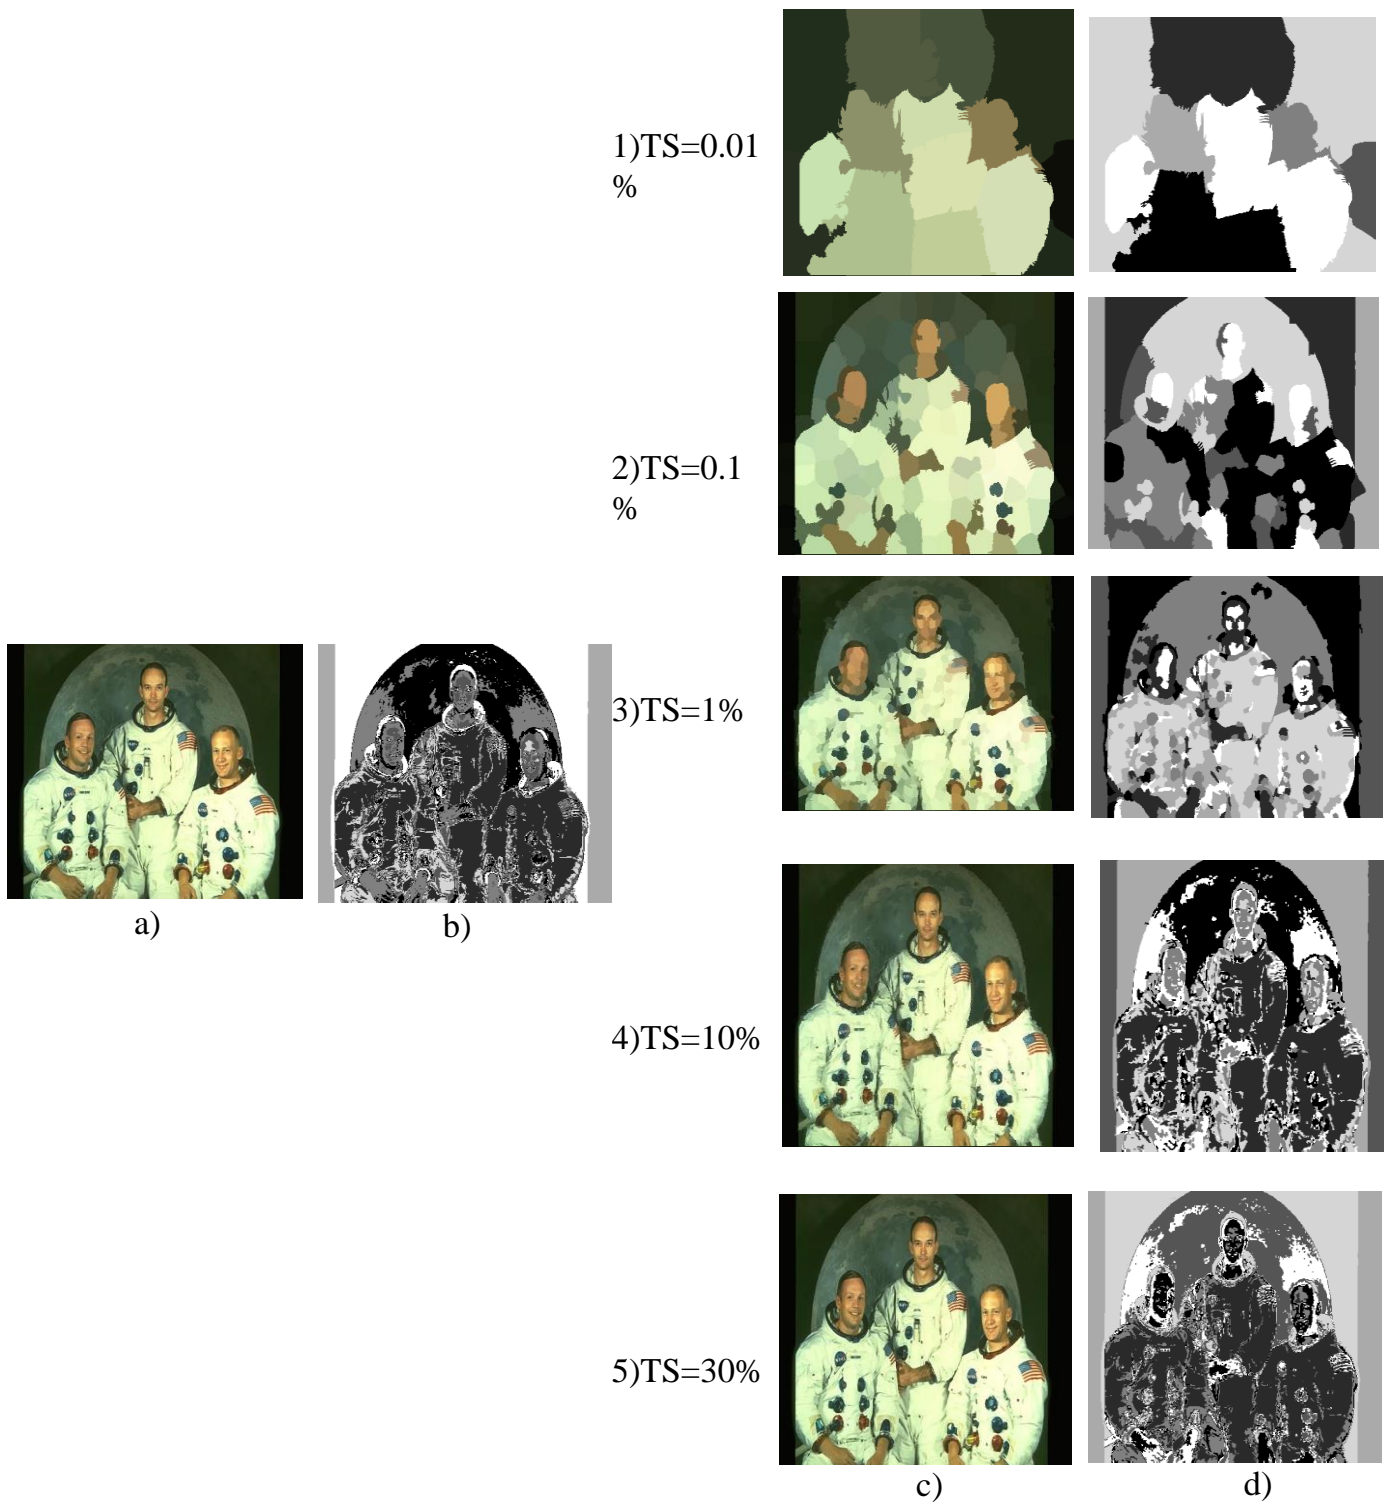 1)TS=0.01
%
2)TS=0.1
%
3)TS=1%
a)
b)
4)TS=10%
5)TS=30%
c)
d)